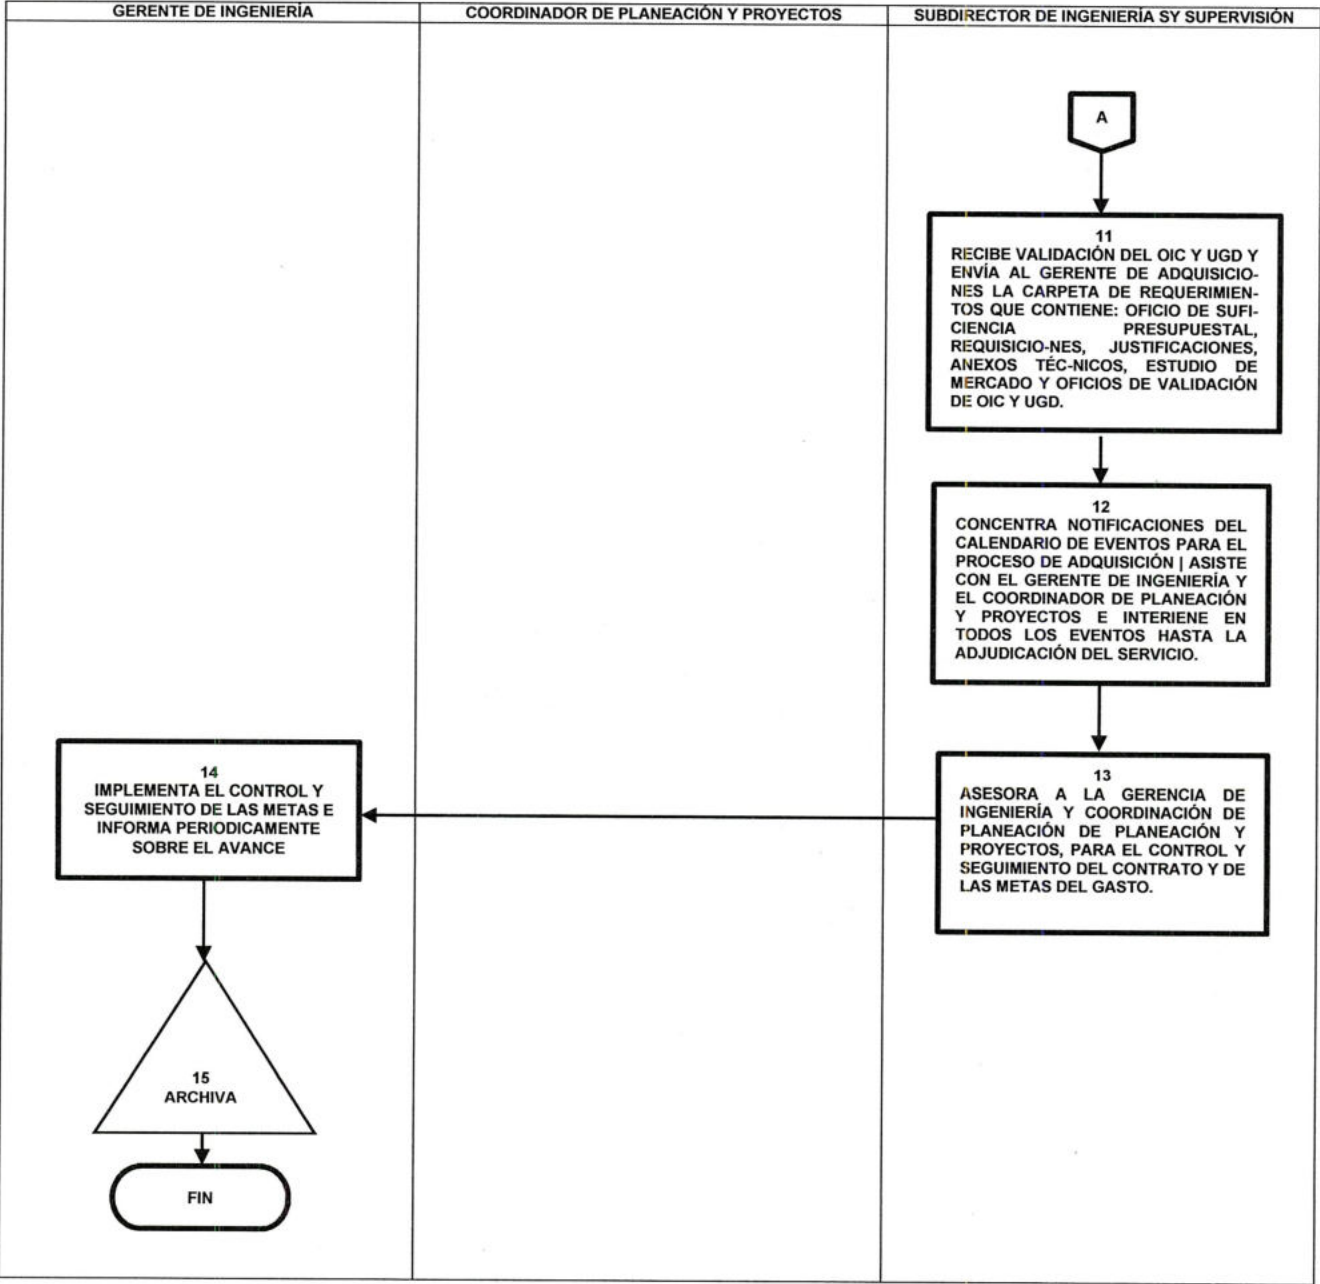 GERENTE DE INGENIERÍA
COORDINADOR DE PLANEACIÓN Y PROYECTOS
SUBDIRECTOR DE INGENIERÍA SY SUPERVISIÓN
A
11
RECIBE VALIDACIÓN DEL OIC Y UGD Y
ENVÍA AL GERENTE DE ADQUISICIO-
NES LA CARPETA DE REQUERIMIEN-
TOS QUE CONTIENE: OFICIO DE SUFI-
CIENCIA PRESUPUESTAL,
REQUISICIO-NES, JUSTIFICACIONES,
ANEXOS TÉC-NICOS, ESTUDIO DE
MERCADO Y OFICIOS DE VALIDACIÓN
DE OIC Y UGD.
12
CONCENTRA NOTIFICACIONES DEL
CALENDARIO DE EVENTOS PARA EL
PROCESO DE ADQUISICIÓN | ASISTE
CON EL GERENTE DE INGENIERÍA Y
EL COORDINADOR DE PLANEACIÓN
Y PROYECTOS E INTERIENE EN
TODOS LOS EVENTOS HASTA LA
ADJUDICACIÓN DEL SERVICIO.
13
ASESORA A LA GERENCIA DE
INGENIERÍA Y COORDINACIÓN DE
PLANEACIÓN DE PLANEACIÓN Y
PROYECTOS, PARA EL CONTROL Y
SEGUIMIENTO DEL CONTRATO Y DE
LAS METAS DEL GASTO.
14
IMPLEMENTA EL CONTROL Y
SEGUIMIENTO DE LAS METAS E
INFORMA PERIODICAMENTE
SOBRE EL AVANCE
15
ARCHIVA
FIN